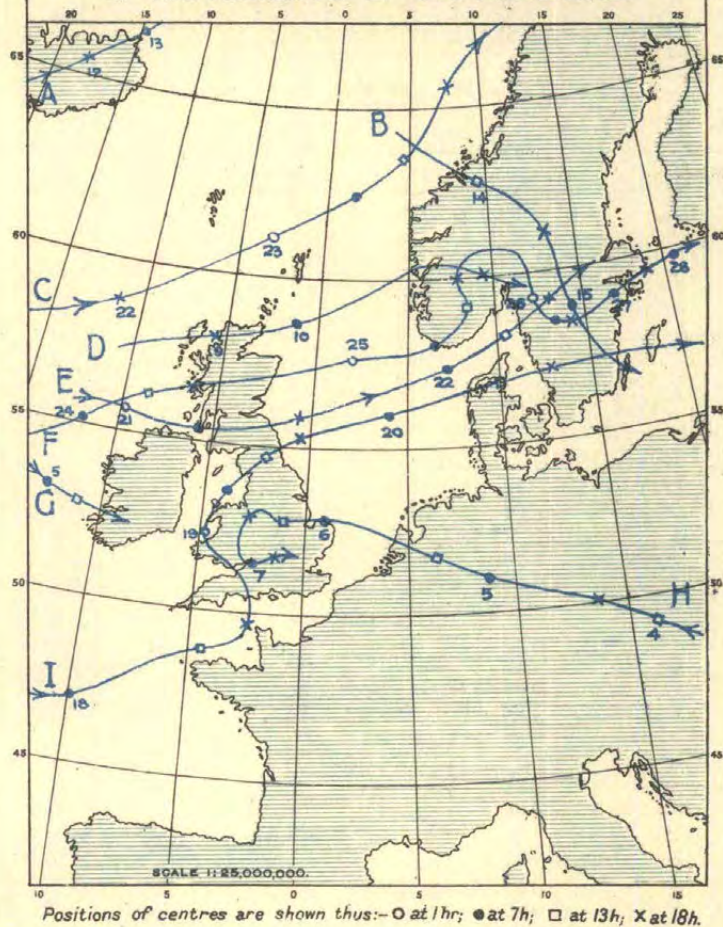 20 15 10 5 0 5 10 15 20 25
13
65 12 65
A
B
14
60 23 60
C 22
D 9 10 26 15 28
25
E 22
55 24 21 20 55
F
5
G 19 6
7 5 H
50 4 50
I
18
45 45
SCALE 1:25,000,000.
10 5 0 5 10 15
Positions of centres are shown thus:- O at 1hr; ● at 7h; □ at 13h; X at 18h.